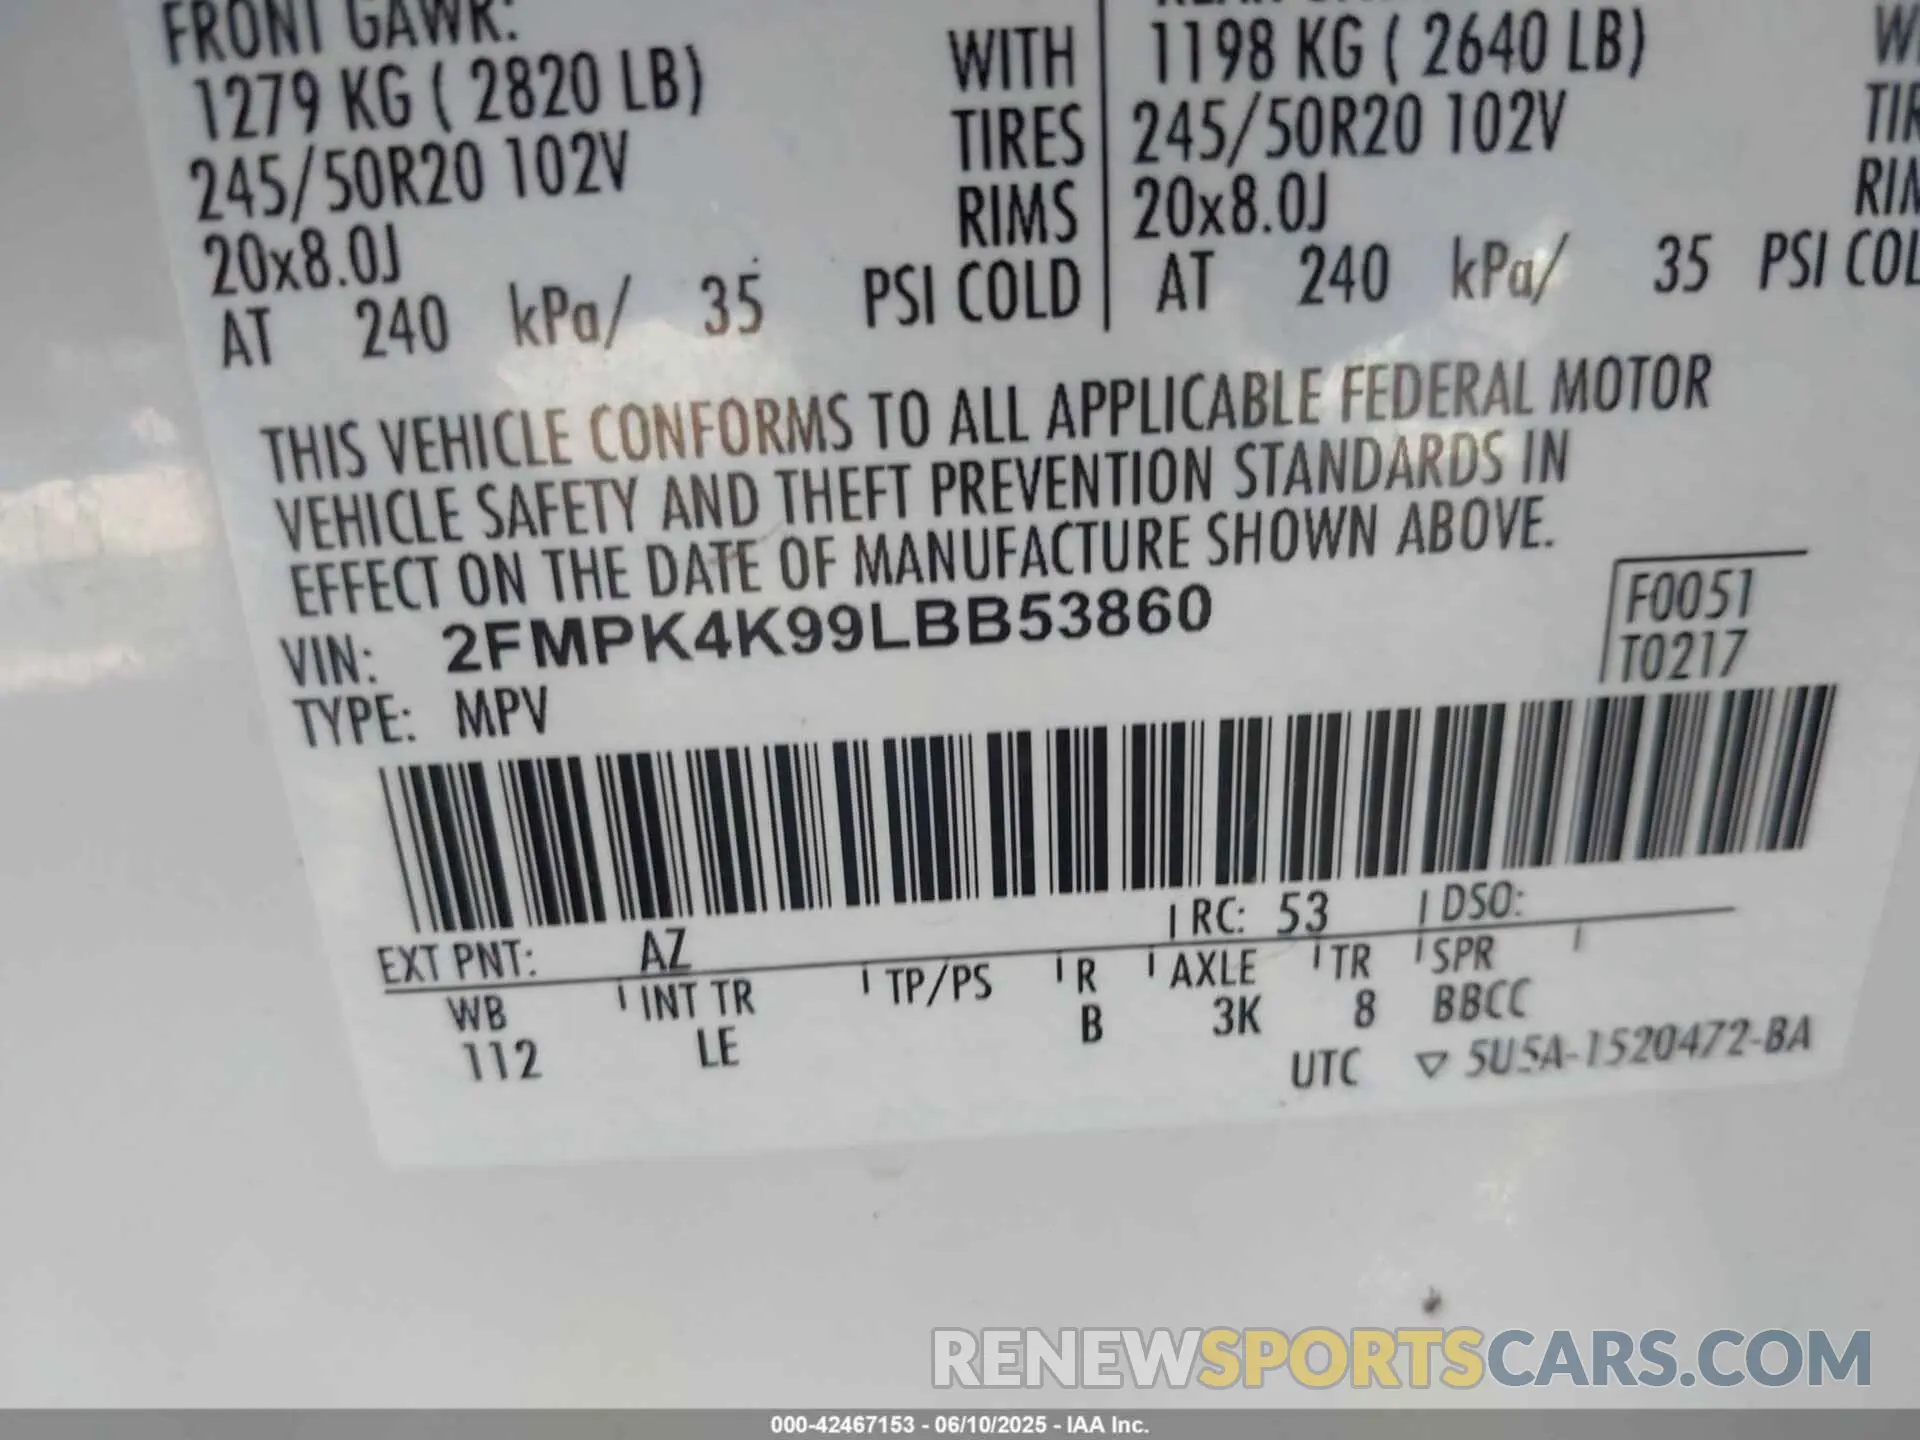 FRONT GAWR:
1279 KG ( 2820 LB) WITH 1198 KG ( 2640 LB)
245/50R20 102V TIRES 245/50R20 102V
20x8.0J RIMS 20x8.0J
AT 240 kPa/ 35 PSI COLD AT 240 kPa/ 35 PSI COL
THIS VEHICLE CONFORMS TO ALL APPLICABLE FEDERAL MOTOR
VEHICLE SAFETY AND THEFT PREVENTION STANDARDS IN
EFFECT ON THE DATE OF MANUFACTURE SHOWN ABOVE.
F0051
VIN: 2FMPK4K99LBB53860
T0217
TYPE: MPV
EXT PNT: AZ RC: 53 DSO:
WB INT TR TP/PS R AXLE TR SPR
112 LE B 3K 8 BBCC
UTC ▽ 5U5A-1520472-BA
RENEWSPORTSCARS.COM
000-42467153 - 06/10/2025 - IAA Inc.